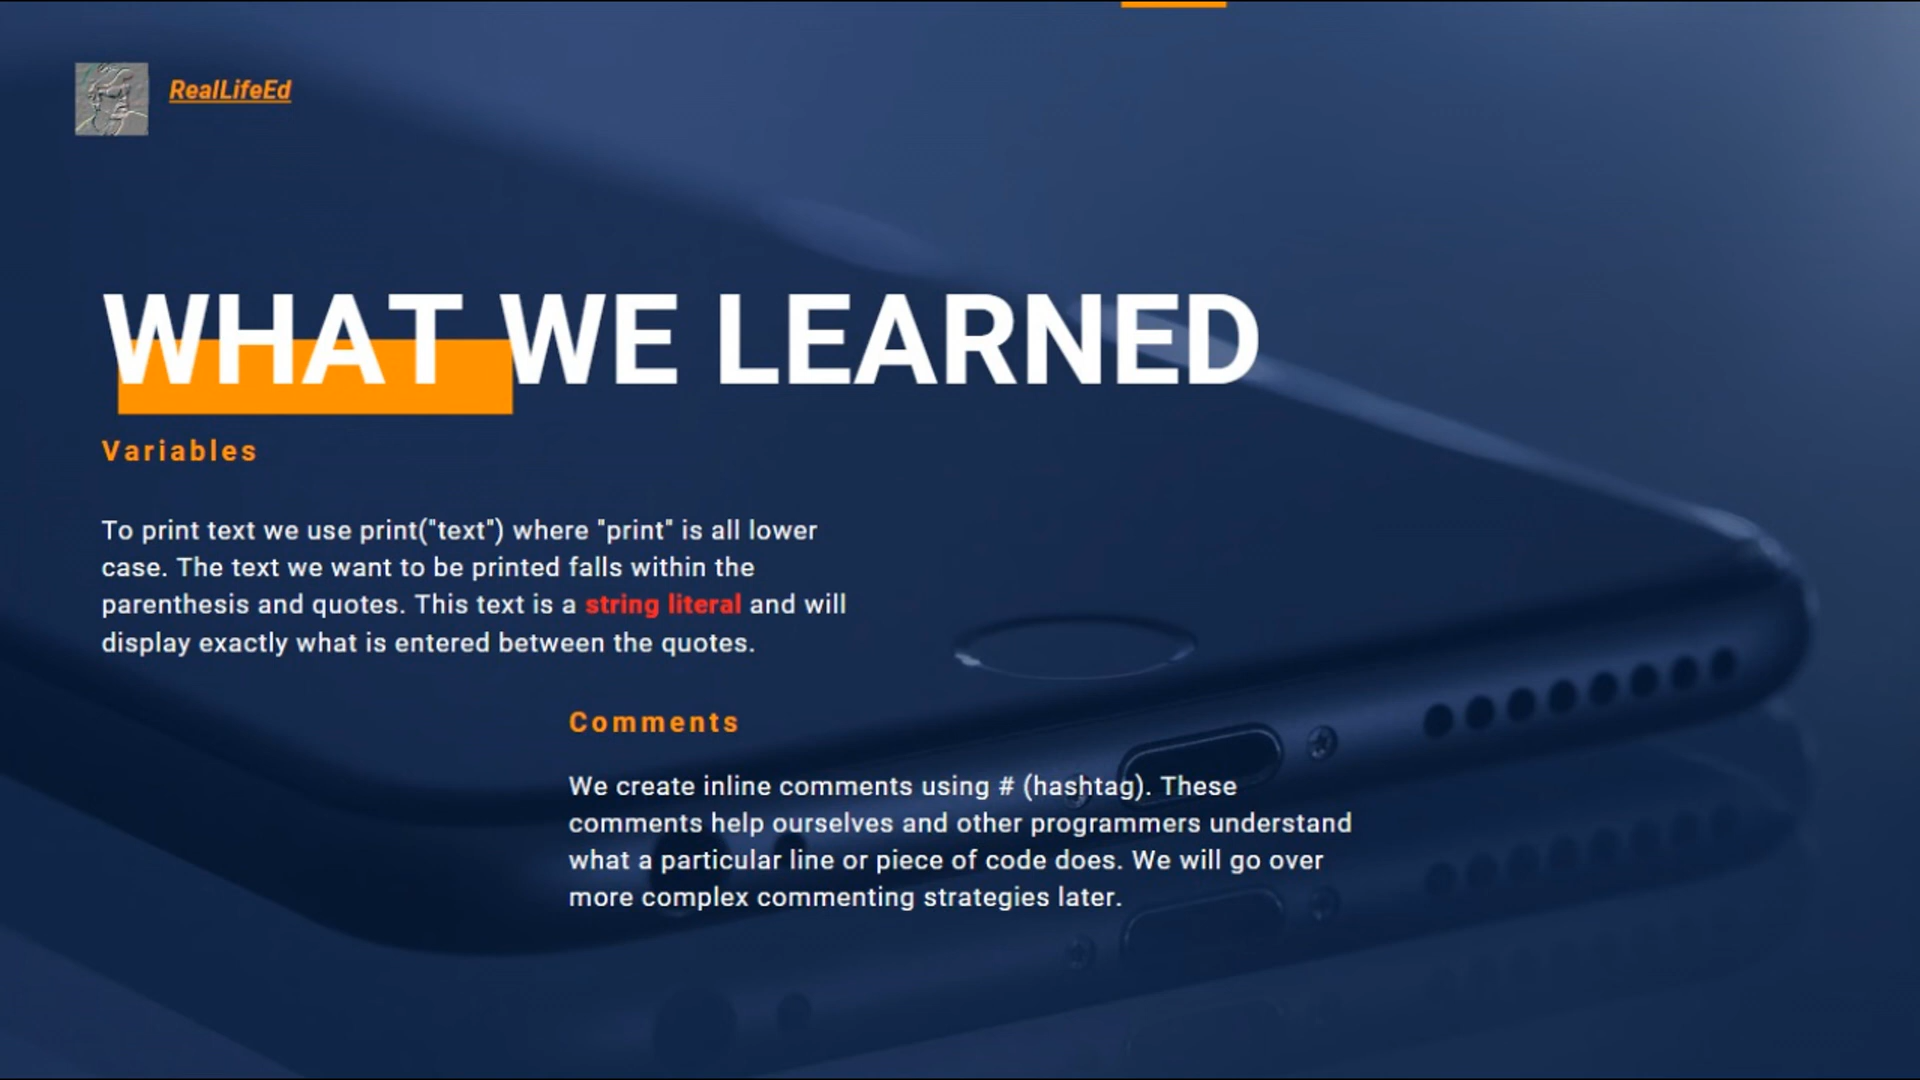 RealLifeEd
WHAT WE LEARNED
Variables
To print text we use print("text") where "print" is all lower
case. The text we want to be printed falls within the
parenthesis and quotes. This text is a string literal and will
display exactly what is entered between the quotes.
Comments
We create inline comments using # (hashtag). These
comments help ourselves and other programmers understand
what a particular line or piece of code does. We will go over
more complex commenting strategies later.